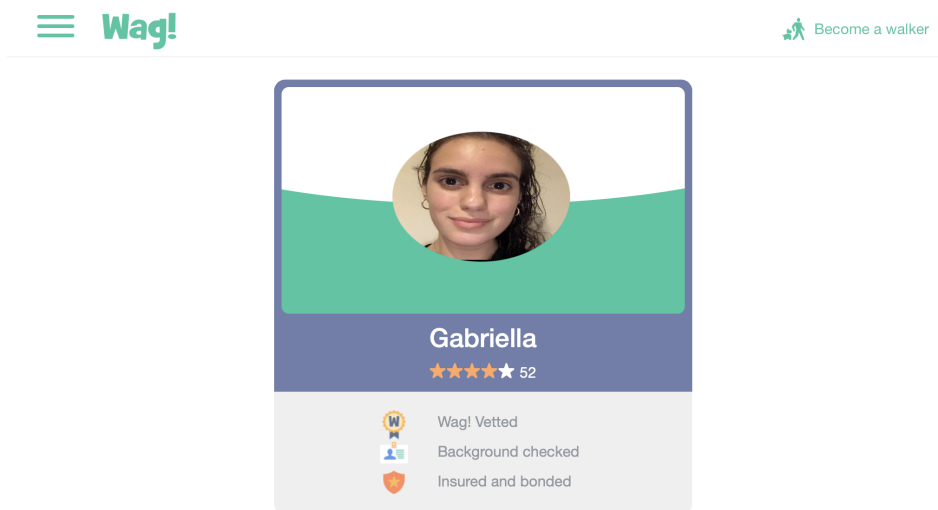 Wag!
Become a walker
Gabriella
52
W
Wag! Vetted
Background checked
Insured and bonded